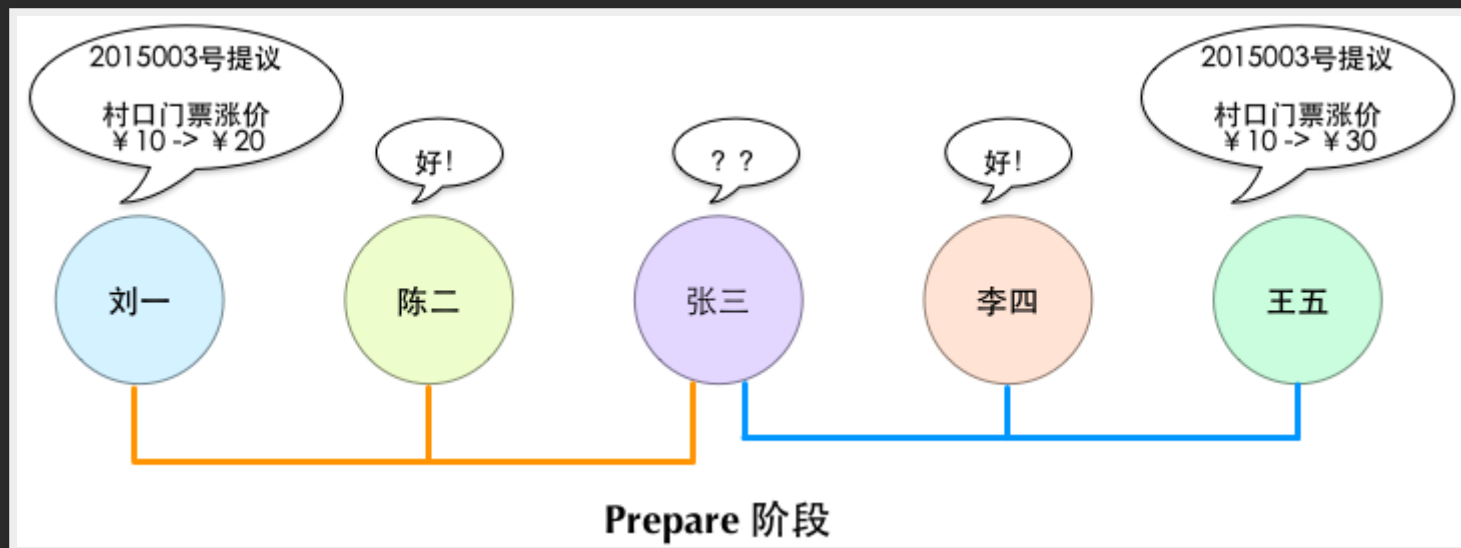 2015003号提议
村口门票涨价
¥10 -> ¥20
好!
? ?
好!
2015003号提议
村口门票涨价
¥10 -> ¥30
刘一
陈二
张三
李四
王五
Prepare 阶段